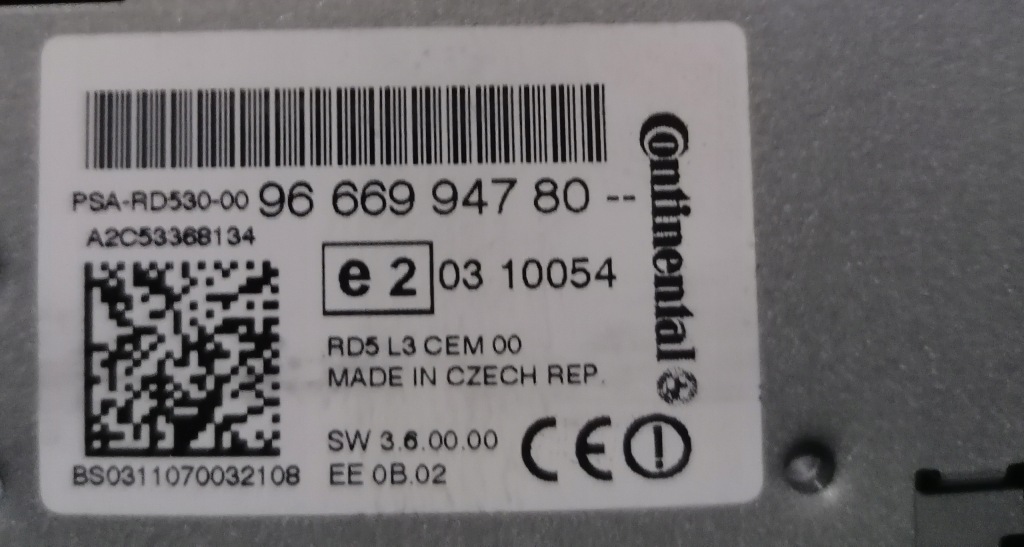 PSA-RD530-00 96 669 947 80 --
A2C53368134
e 2 03 10054
RD5 L3 CEM 00
MADE IN CZECH REP.
SW 3.6.00.00
EE 0B.02
BS0311070032108
CE
Continental